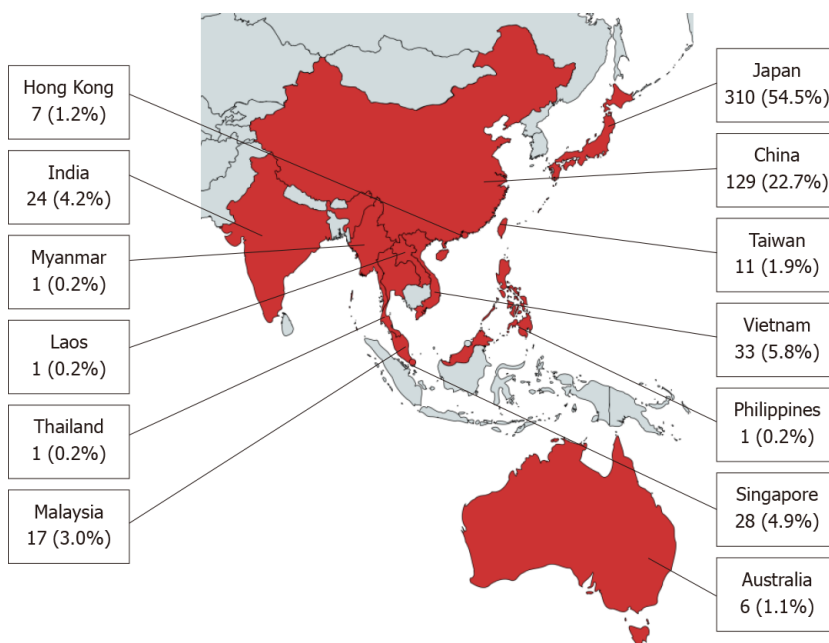 Hong Kong
7 (1.2%)
India
24 (4.2%)
Myanmar
1 (0.2%)
Laos
1 (0.2%)
Thailand
1 (0.2%)
Malaysia
17 (3.0%)
Japan
310 (54.5%)
China
129 (22.7%)
Taiwan
11 (1.9%)
Vietnam
33 (5.8%)
Philippines
1 (0.2%)
Singapore
28 (4.9%)
Australia
6 (1.1%)